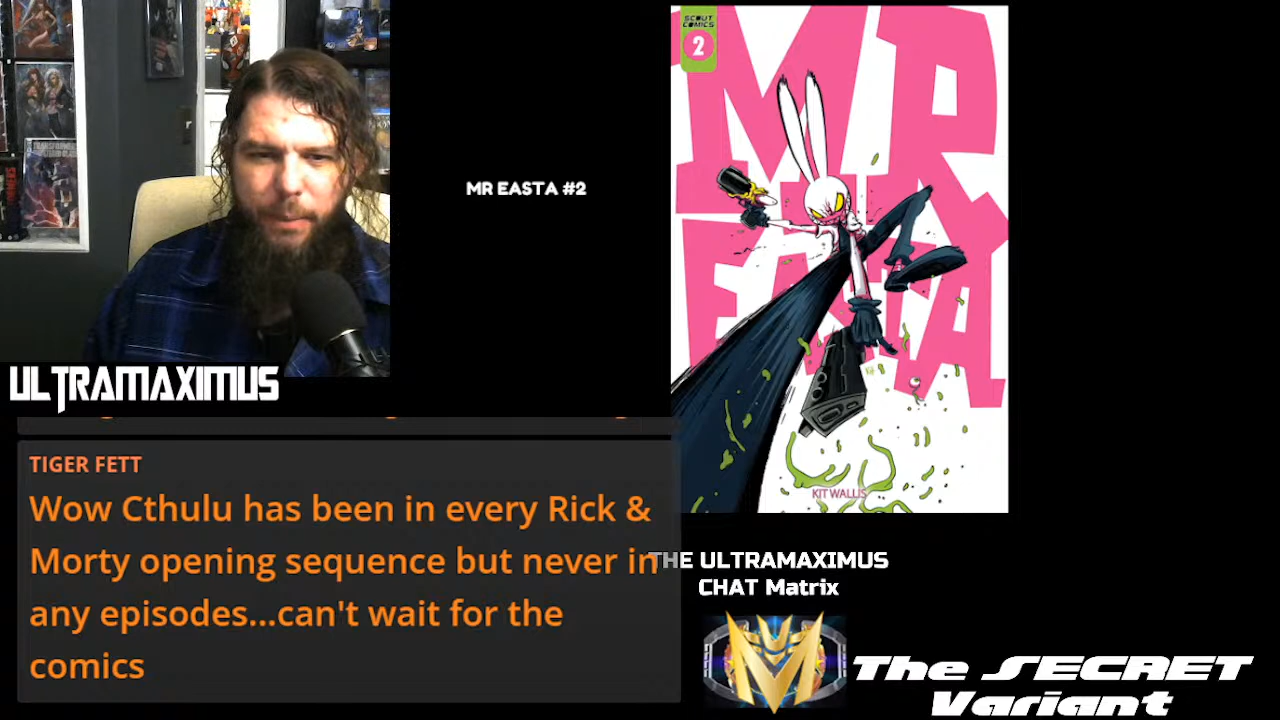 SCOUT
COMICS
2
MR
EASTA
MR EASTA #2
KIT WALLIS
TRANSFORMERS
ULTRAMAXIMUS
TIGER FETT
Wow Cthulu has been in every Rick &
Morty opening sequence but never in
any episodes...can't wait for the
comics
THE ULTRAMAXIMUS
CHAT Matrix
The SECRET
Variant